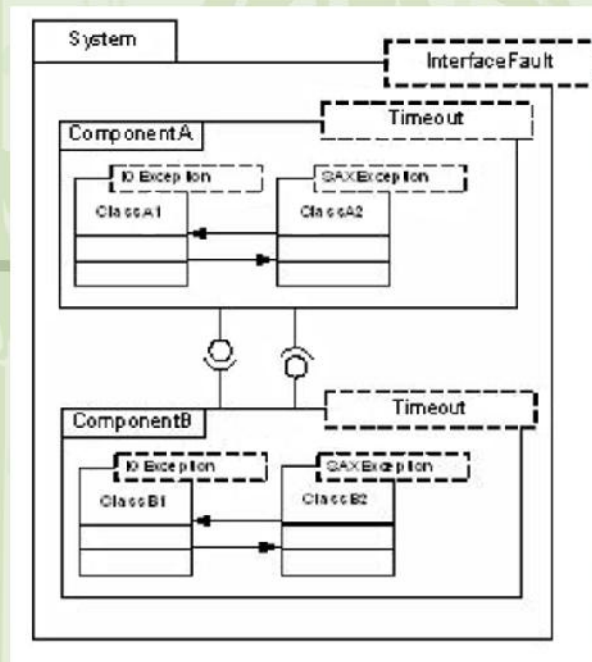 System
InterfaceFault
Timeout
ComponentA
IO Exception
SAXException
ClassA1
ClassA2
Timeout
ComponentB
IO Exception
SAXException
ClassB1
ClassB2